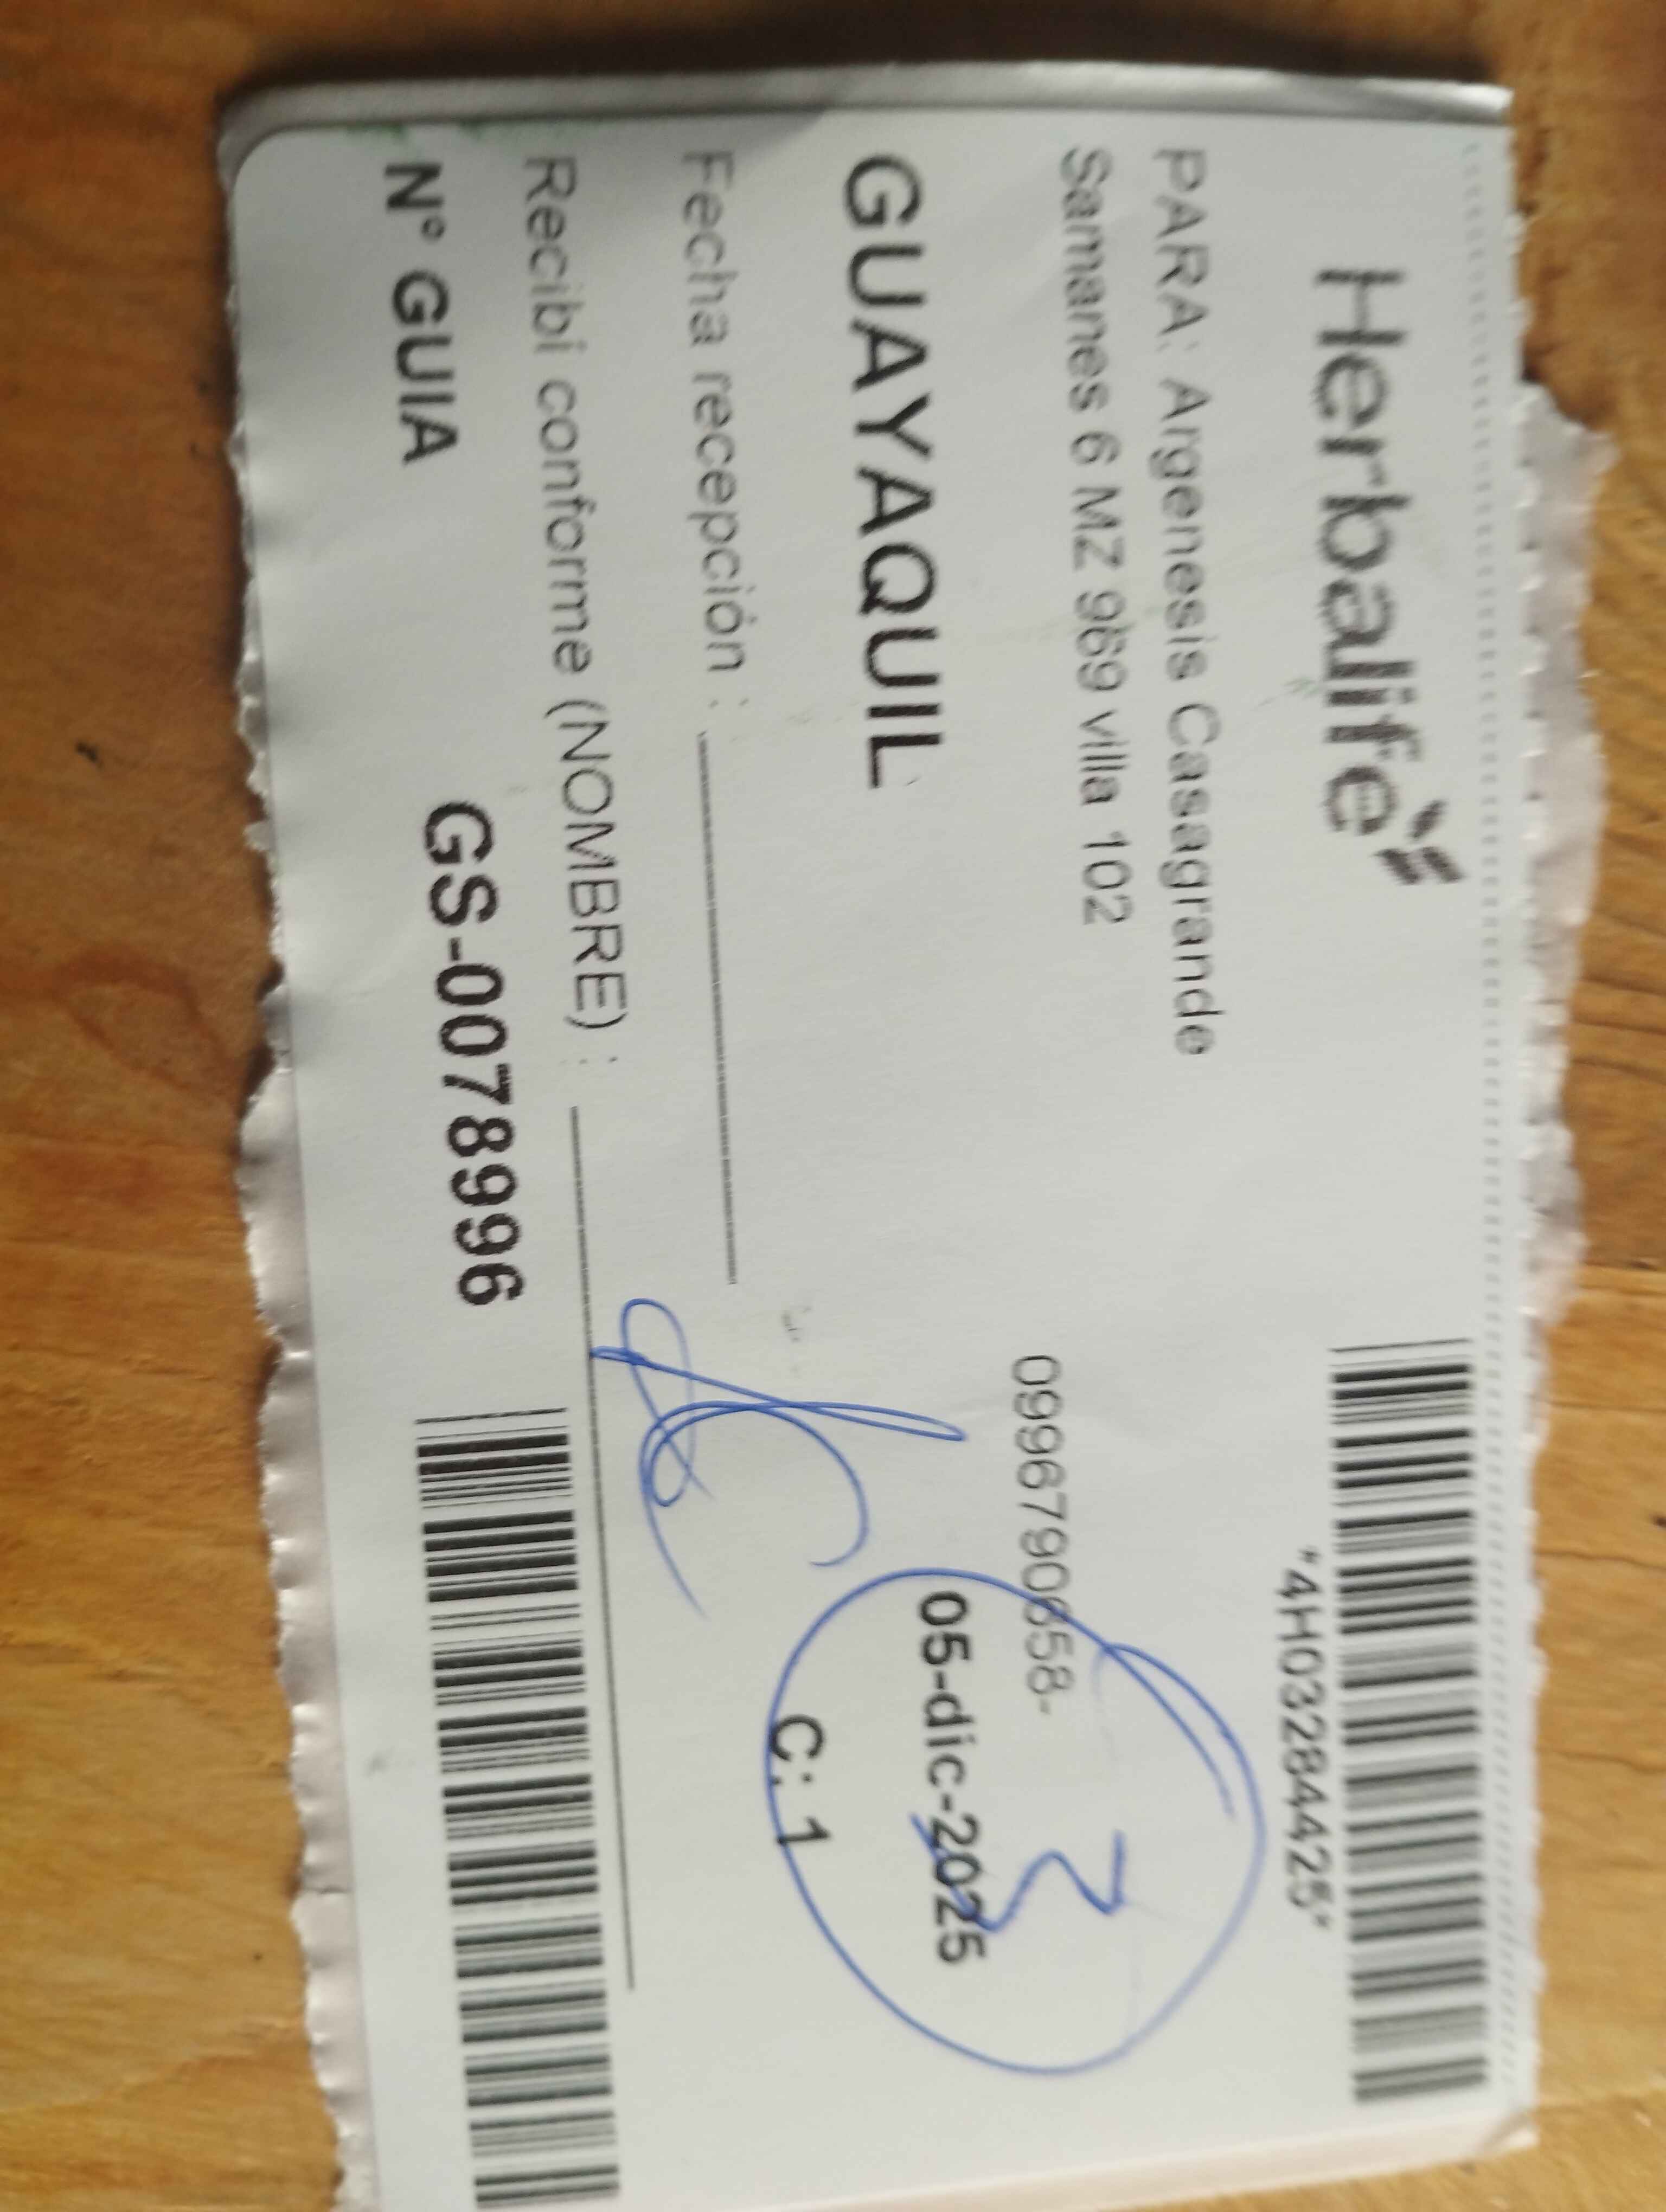 Herbalife
*4H03284425*
PARA: Argenesis Casagrande
Samanes 6 MZ 969 villa 102
0996790658-
3
GUAYAQUIL
05-dic-2025
C: 1
Fecha recepción :
Recibi conforme (NOMBRE) :
N° GUIA GS-0078996